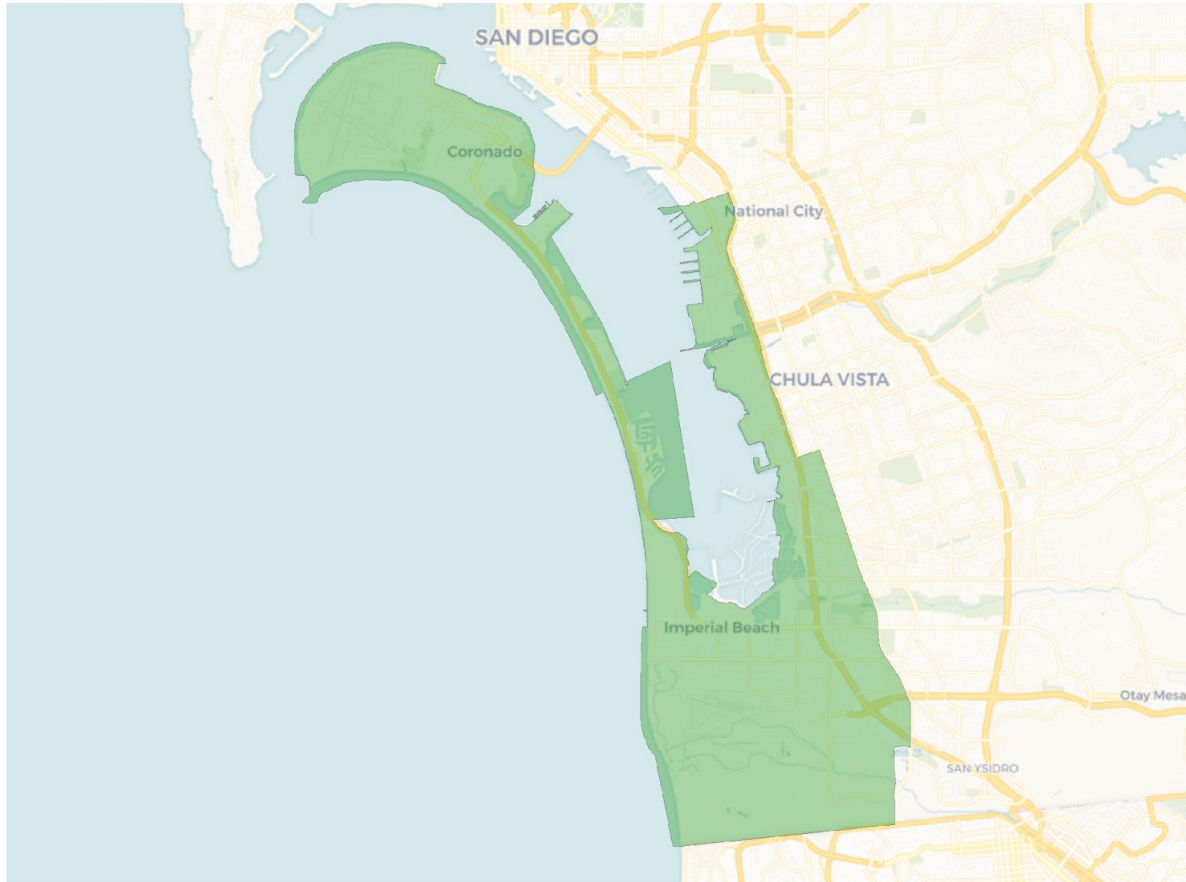 SAN DIEGO
Coronado
National City
CHULA VISTA
Imperial Beach
Otay Mesa
SAN YSIDRO